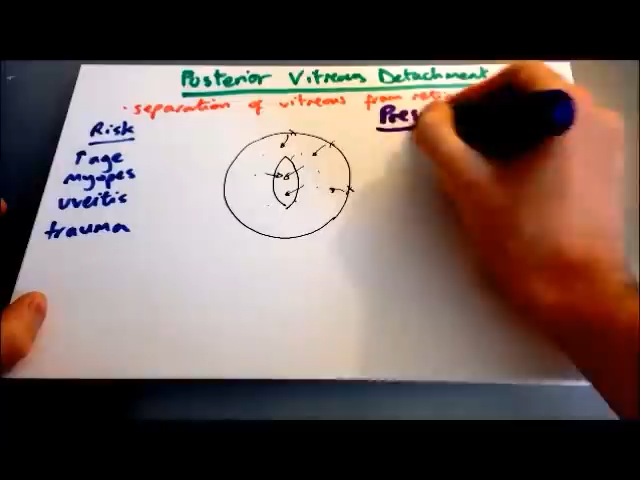 Posterior Vitreous Detachment
· separation of vitreous from
Risk
↑age
myopes
uveitis
trauma